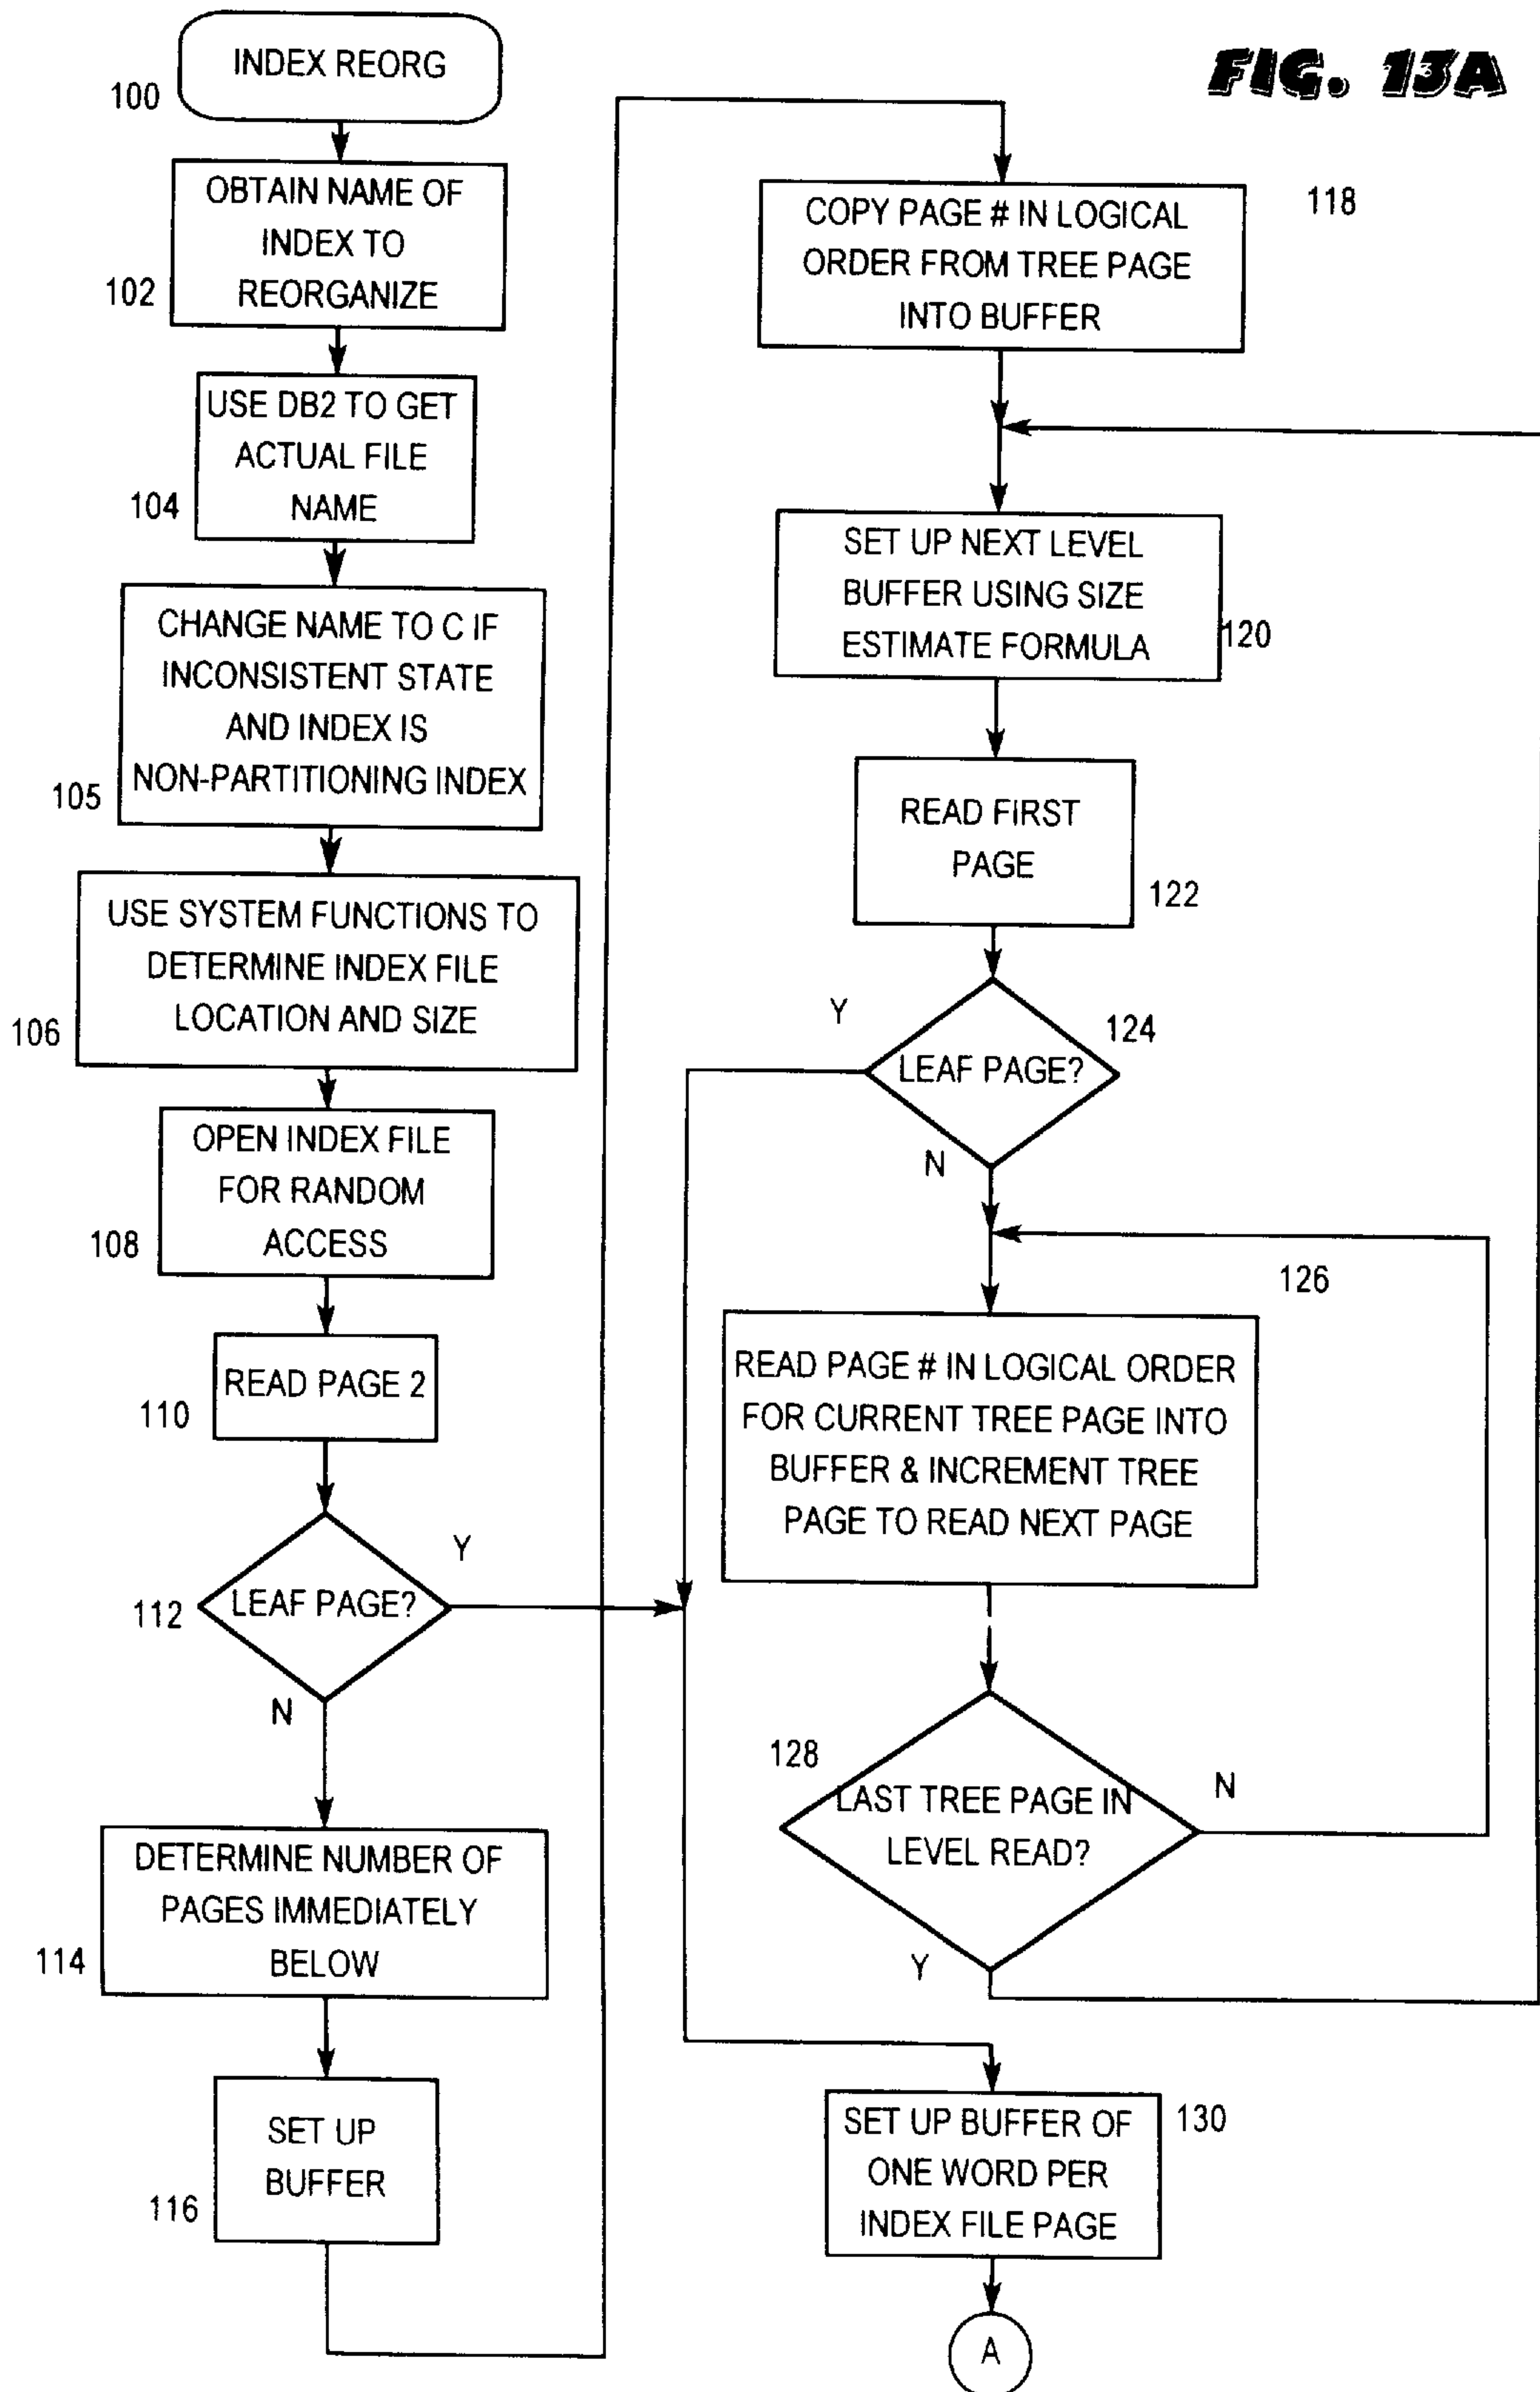 FIG. 13A
INDEX REORG
100
OBTAIN NAME OF
INDEX TO
REORGANIZE
102
USE DB2 TO GET
ACTUAL FILE
NAME
104
CHANGE NAME TO C IF
INCONSISTENT STATE
AND INDEX IS
NON-PARTITIONING INDEX
105
USE SYSTEM FUNCTIONS TO
DETERMINE INDEX FILE
LOCATION AND SIZE
106
OPEN INDEX FILE
FOR RANDOM
ACCESS
108
READ PAGE 2
110
LEAF PAGE?
112
Y
N
DETERMINE NUMBER OF
PAGES IMMEDIATELY
BELOW
114
SET UP
BUFFER
116
COPY PAGE # IN LOGICAL
ORDER FROM TREE PAGE
INTO BUFFER
118
SET UP NEXT LEVEL
BUFFER USING SIZE
ESTIMATE FORMULA
120
READ FIRST
PAGE
122
Y
LEAF PAGE?
124
N
126
READ PAGE # IN LOGICAL ORDER
FOR CURRENT TREE PAGE INTO
BUFFER & INCREMENT TREE
PAGE TO READ NEXT PAGE
128
LAST TREE PAGE IN
LEVEL READ?
N
Y
SET UP BUFFER OF
ONE WORD PER
INDEX FILE PAGE
130
A